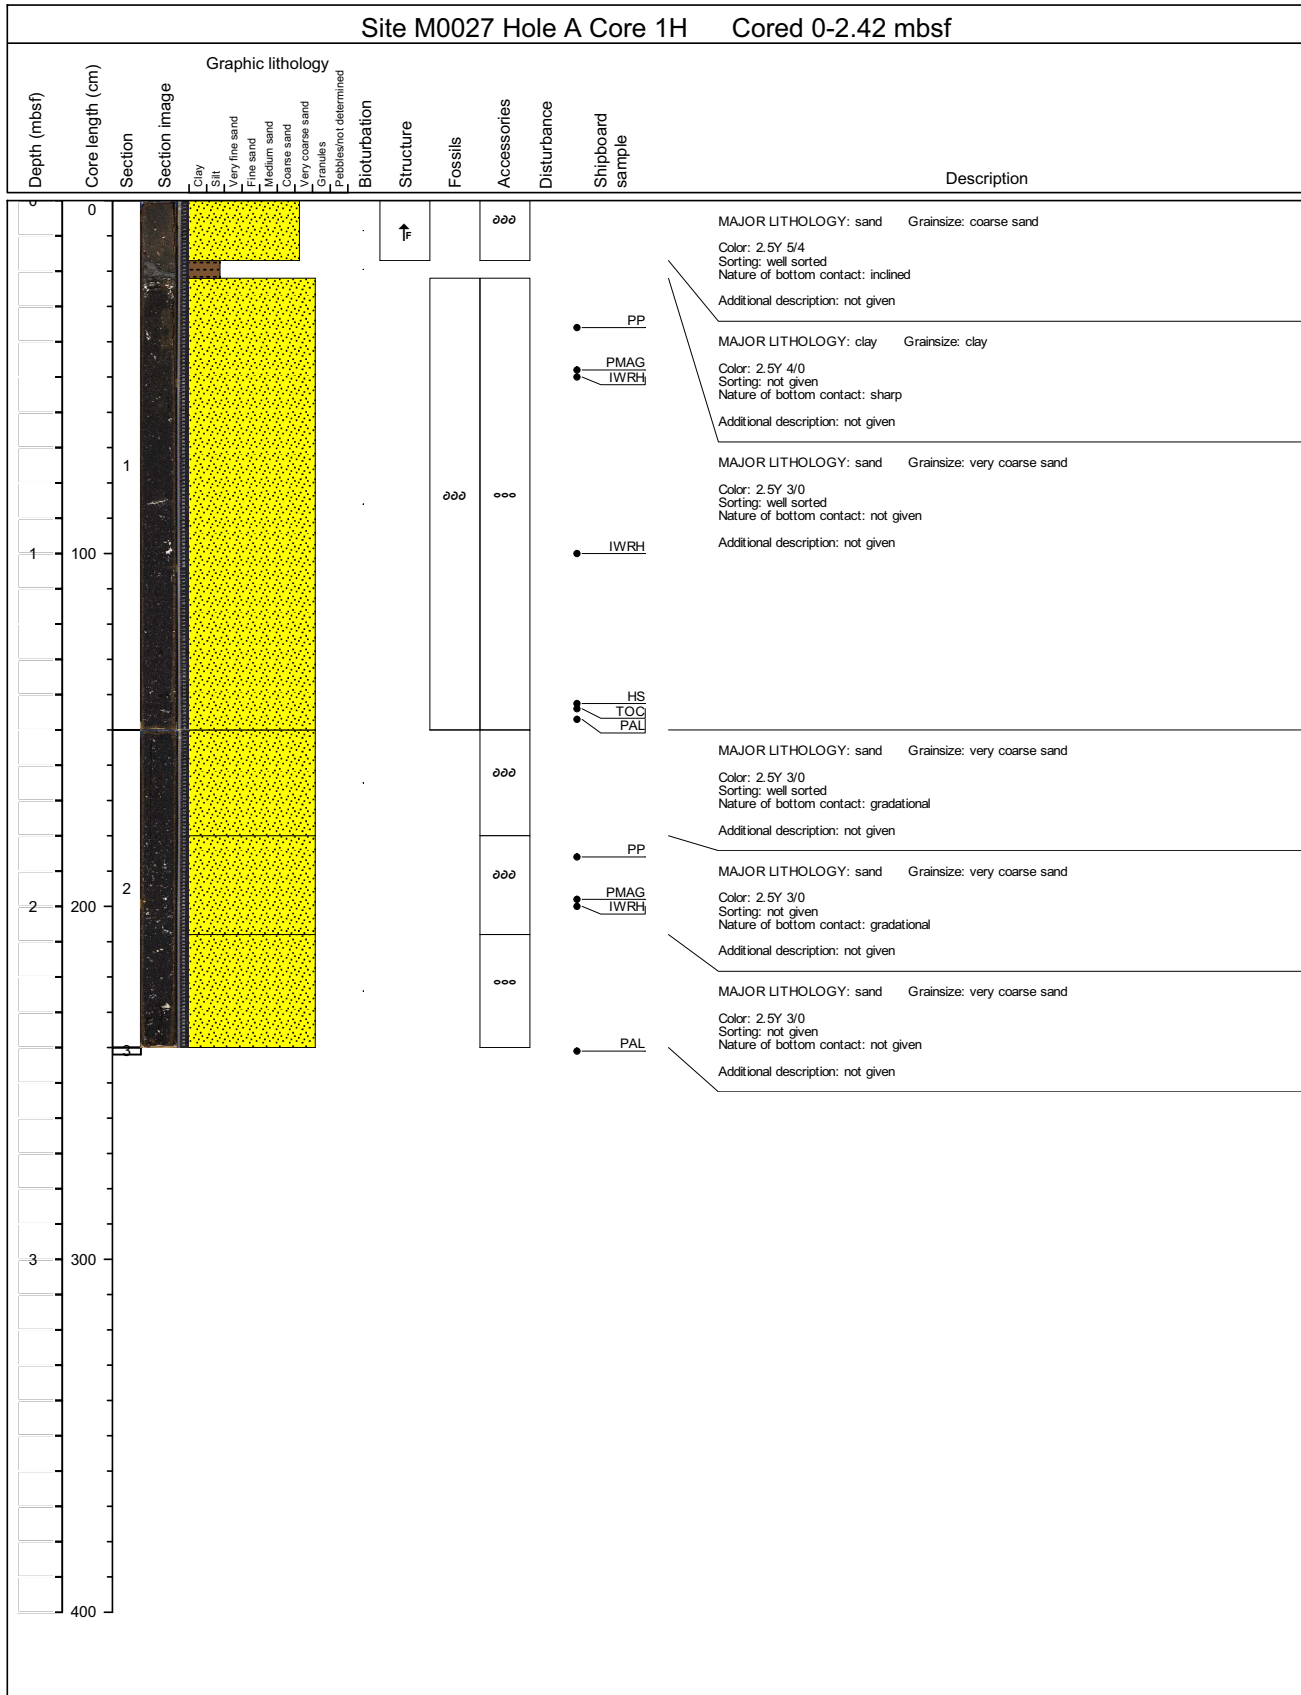 Site M0027 Hole A Core 1H Cored 0-2.42 mbsf
Graphic lithology
Depth (mbsf)
Core length (cm)
Section
Section image
Clay
Silt
Very fine sand
Fine sand
Medium sand
Coarse sand
Very coarse sand
Granules
Pebbles/not determined
Bioturbation
Structure
Fossils
Accessories
Disturbance
Shipboard
sample
Description
0 0
F
MAJOR LITHOLOGY: sand Grainsize: coarse sand
Color: 2.5Y 5/4
Sorting: well sorted
Nature of bottom contact: inclined
Additional description: not given
PP
MAJOR LITHOLOGY: clay Grainsize: clay
PMAG
IWRH
Color: 2.5Y 4/0
Sorting: not given
Nature of bottom contact: sharp
Additional description: not given
1
MAJOR LITHOLOGY: sand Grainsize: very coarse sand
Color: 2.5Y 3/0
Sorting: well sorted
Nature of bottom contact: not given
Additional description: not given
1 100
IWRH
HS
TOC
PAL
MAJOR LITHOLOGY: sand Grainsize: very coarse sand
Color: 2.5Y 3/0
Sorting: well sorted
Nature of bottom contact: gradational
Additional description: not given
PP
MAJOR LITHOLOGY: sand Grainsize: very coarse sand
2
PMAG
2 200
IWRH
Color: 2.5Y 3/0
Sorting: not given
Nature of bottom contact: gradational
Additional description: not given
MAJOR LITHOLOGY: sand Grainsize: very coarse sand
Color: 2.5Y 3/0
Sorting: not given
Nature of bottom contact: not given
3
PAL
Additional description: not given
3 300
400